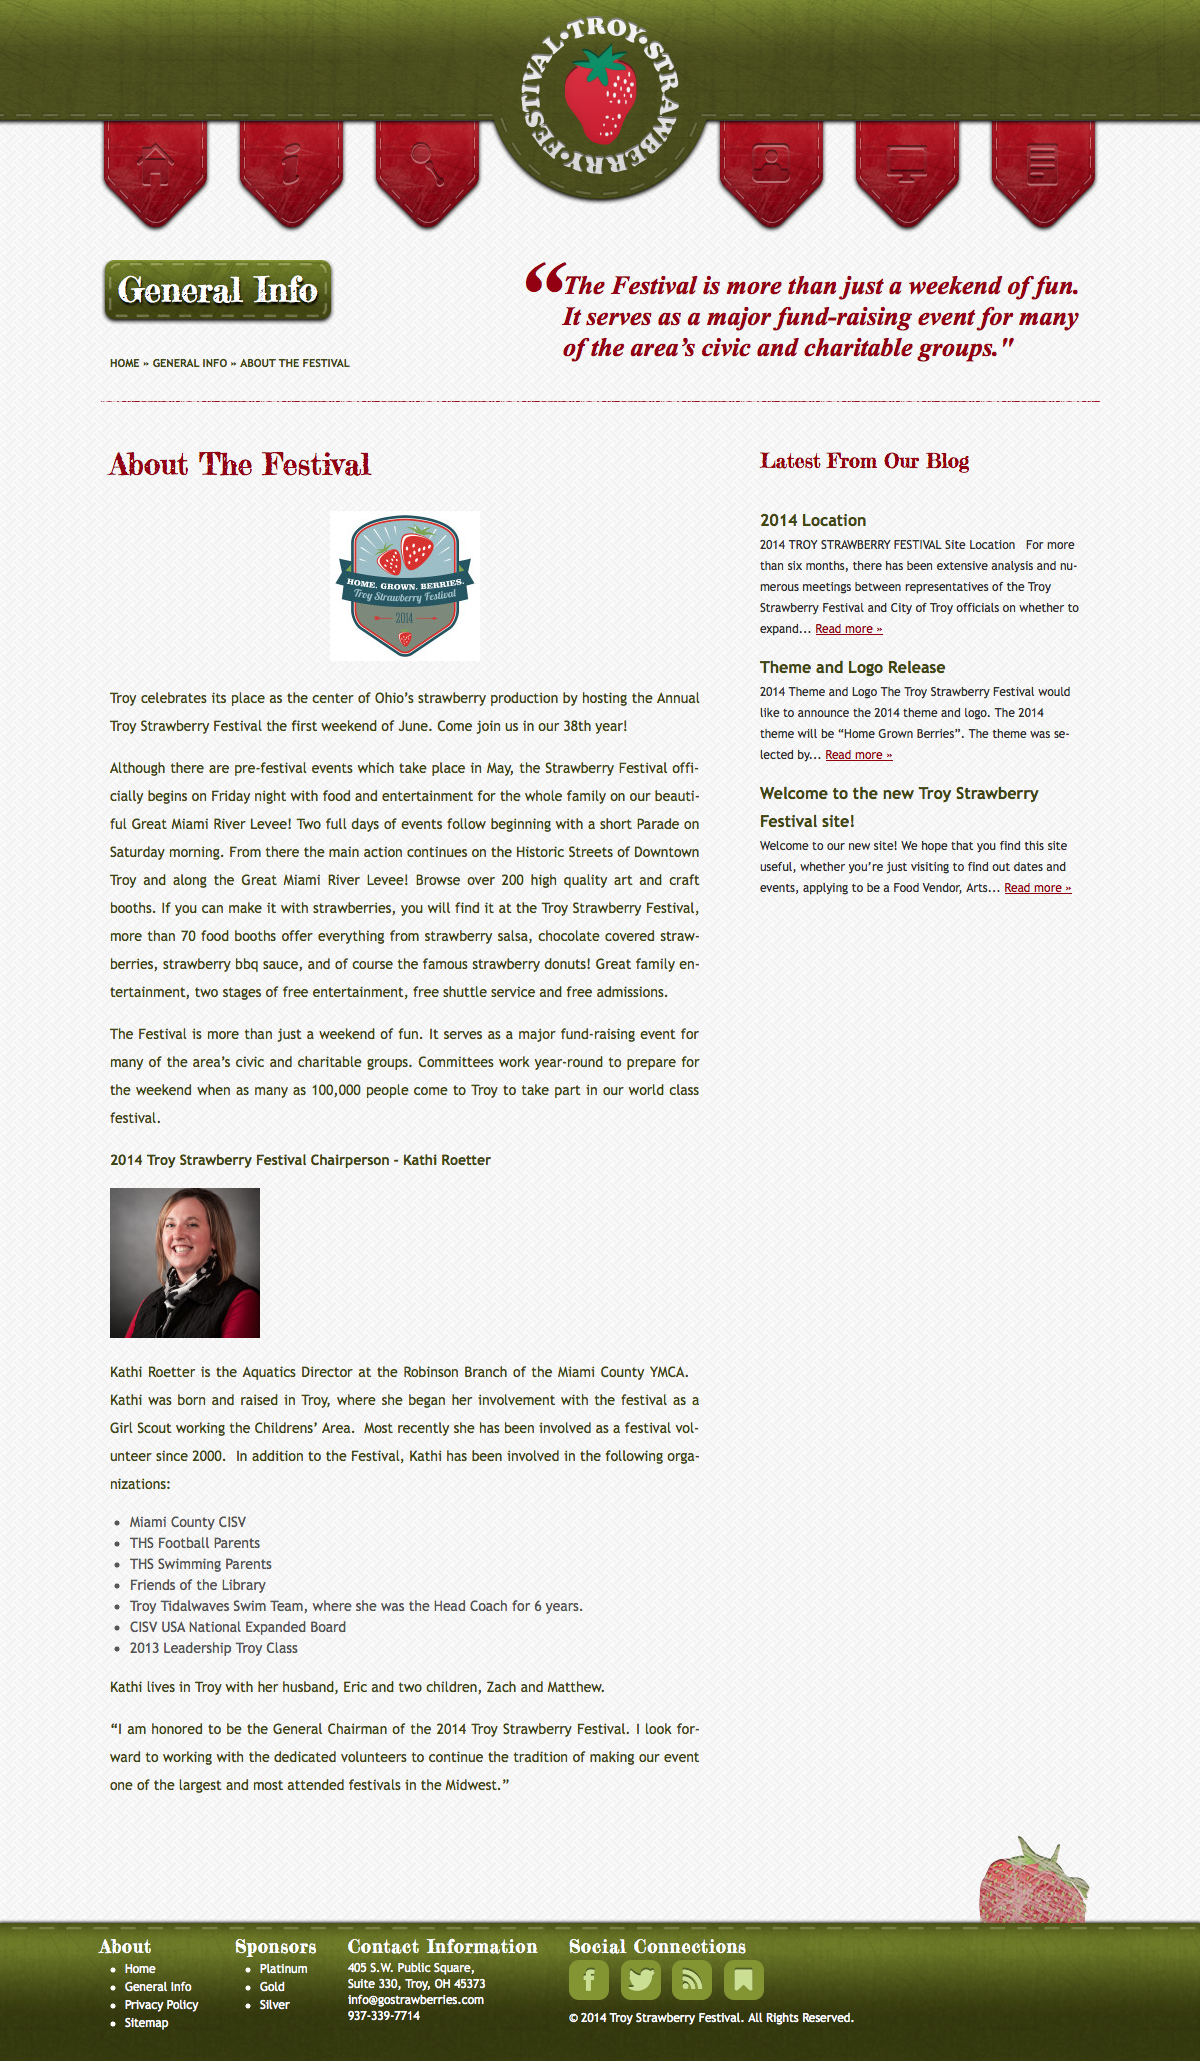 TROY·STRAWBERRY·FESTIVAL·
General Info
HOME » GENERAL INFO » ABOUT THE FESTIVAL
“The Festival is more than just a weekend of fun.
It serves as a major fund-raising event for many
of the area’s civic and charitable groups."
About The Festival
HOME. GROWN. BERRIES.
Troy Strawberry Festival
2014
Troy celebrates its place as the center of Ohio’s strawberry production by hosting the Annual
Troy Strawberry Festival the first weekend of June. Come join us in our 38th year!
Although there are pre-festival events which take place in May, the Strawberry Festival offi-
cially begins on Friday night with food and entertainment for the whole family on our beauti-
ful Great Miami River Levee! Two full days of events follow beginning with a short Parade on
Saturday morning. From there the main action continues on the Historic Streets of Downtown
Troy and along the Great Miami River Levee! Browse over 200 high quality art and craft
booths. If you can make it with strawberries, you will find it at the Troy Strawberry Festival,
more than 70 food booths offer everything from strawberry salsa, chocolate covered straw-
berries, strawberry bbq sauce, and of course the famous strawberry donuts! Great family en-
tertainment, two stages of free entertainment, free shuttle service and free admissions.
The Festival is more than just a weekend of fun. It serves as a major fund-raising event for
many of the area’s civic and charitable groups. Committees work year-round to prepare for
the weekend when as many as 100,000 people come to Troy to take part in our world class
festival.
2014 Troy Strawberry Festival Chairperson - Kathi Roetter
Kathi Roetter is the Aquatics Director at the Robinson Branch of the Miami County YMCA.
Kathi was born and raised in Troy, where she began her involvement with the festival as a
Girl Scout working the Childrens’ Area.  Most recently she has been involved as a festival vol-
unteer since 2000.  In addition to the Festival, Kathi has been involved in the following orga-
nizations:
• Miami County CISV
• THS Football Parents
• THS Swimming Parents
• Friends of the Library
• Troy Tidalwaves Swim Team, where she was the Head Coach for 6 years.
• CISV USA National Expanded Board
• 2013 Leadership Troy Class
Kathi lives in Troy with her husband, Eric and two children, Zach and Matthew.
“I am honored to be the General Chairman of the 2014 Troy Strawberry Festival. I look for-
ward to working with the dedicated volunteers to continue the tradition of making our event
one of the largest and most attended festivals in the Midwest.”
Latest From Our Blog
2014 Location
2014 TROY STRAWBERRY FESTIVAL Site Location   For more
than six months, there has been extensive analysis and nu-
merous meetings between representatives of the Troy
Strawberry Festival and City of Troy officials on whether to
expand... Read more »
Theme and Logo Release
2014 Theme and Logo The Troy Strawberry Festival would
like to announce the 2014 theme and logo. The 2014
theme will be “Home Grown Berries”. The theme was se-
lected by... Read more »
Welcome to the new Troy Strawberry
Festival site!
Welcome to our new site! We hope that you find this site
useful, whether you’re just visiting to find out dates and
events, applying to be a Food Vendor, Arts... Read more »
About
• Home
• General Info
• Privacy Policy
• Sitemap
Sponsors
• Platinum
• Gold
• Silver
Contact Information
405 S.W. Public Square,
Suite 330, Troy, OH 45373
info@gostrawberries.com
937-339-7714
Social Connections
© 2014 Troy Strawberry Festival. All Rights Reserved.